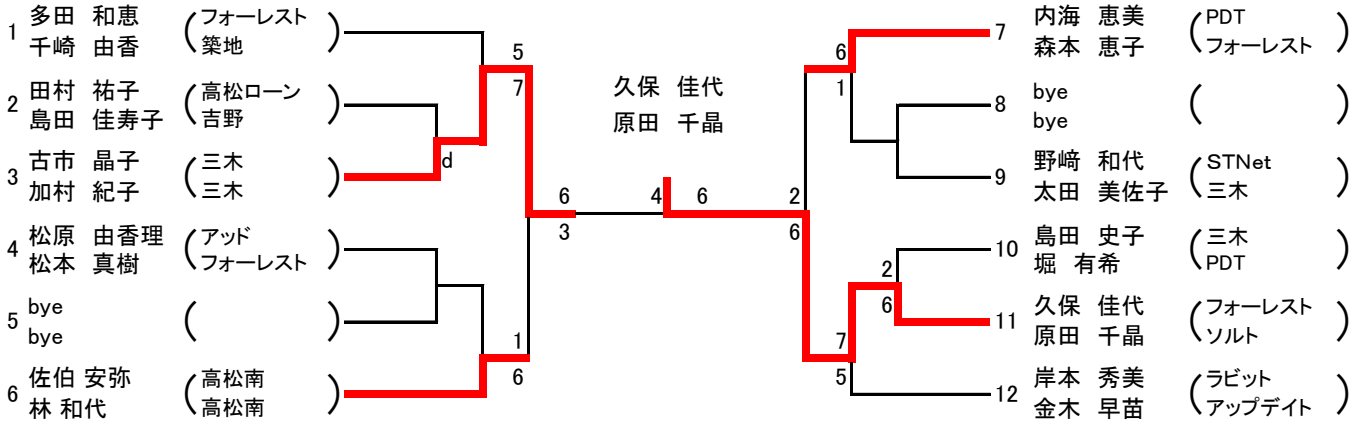 1 多田 和恵 (フォーレスト)
千崎 由香 (築地)
2 田村 祐子 (高松ローン)
島田 佳寿子 (吉野)
3 古市 晶子 (三木)
加村 紀子 (三木)
4 松原 由香理 (アッド)
松本 真樹 (フォーレスト)
5 bye ( )
bye
6 佐伯 安弥 (高松南)
林 和代 (高松南)
5
7
d
1
6
6
3
久保 佳代
原田 千晶
4 6
2
6
6
1
2
6
7
5
7 内海 恵美 (PDT)
森本 恵子 (フォーレスト)
8 bye ( )
bye
9 野﨑 和代 (STNet)
太田 美佐子 (三木)
10 島田 史子 (三木)
堀 有希 (PDT)
11 久保 佳代 (フォーレスト)
原田 千晶 (ソルト)
12 岸本 秀美 (ラビット)
金木 早苗 (アップデイト)